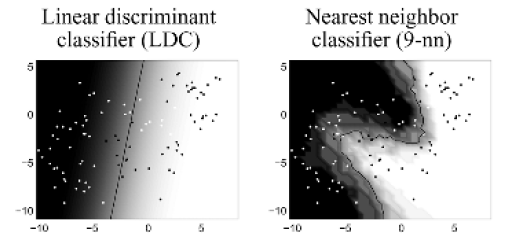 Linear discriminant
classifier (LDC)
Nearest neighbor
classifier (9-nn)
5
0
−5
−10
−10 −5 0 5
5
0
−5
−10
−10 −5 0 5